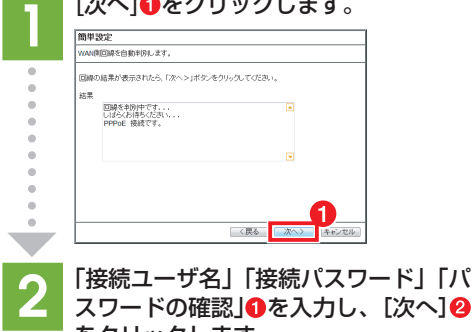 1
[次へ]❶をクリックします。
簡単設定
WAN側回線を自動判別します。
回線の結果が表示されたら、「次へ>」ボタンをクリックしてください。
結果
回線を判別中です...
しばらくお待ちください...
PPPoE 接続です。
1
<戻る 次へ> キャンセル
2
「接続ユーザ名」「接続パスワード」「パ
スワードの確認」❶を入力し、[次へ]❷
をクリックします